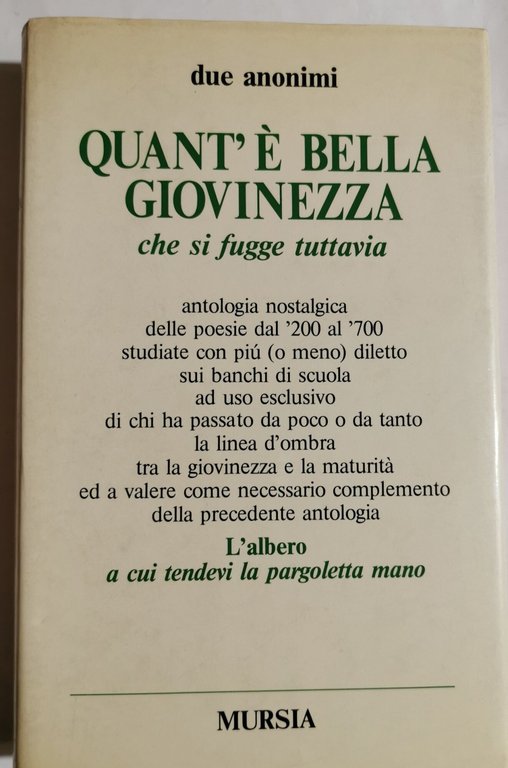 due anonimi
QUANT'È BELLA
GIOVINEZZA
che si fugge tuttavia
antologia nostalgica
delle poesie dal '200 al '700
studiate con piú (o meno) diletto
sui banchi di scuola
ad uso esclusivo
di chi ha passato da poco o da tanto
la linea d'ombra
tra la giovinezza e la maturità
ed a valere come necessario complemento
della precedente antologia
L'albero
a cui tendevi la pargoletta mano
MURSIA